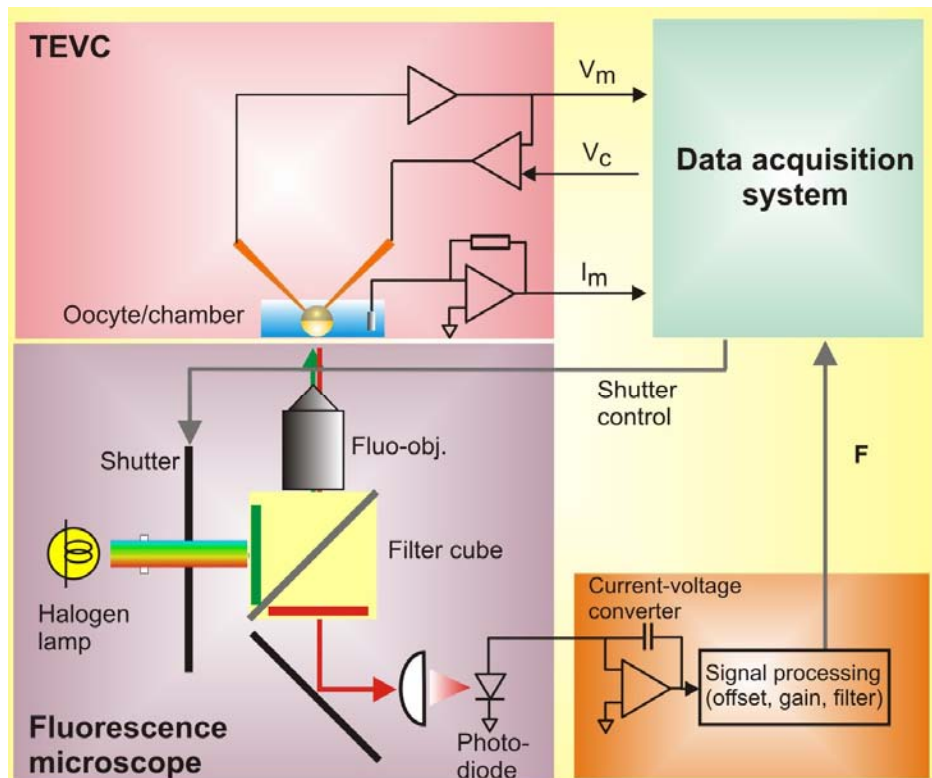 TEVC
Vm
Vc
Data acquisition
system
Im
Oocyte/chamber
Shutter
control
Shutter
Fluo-obj.
F
Filter cube
Halogen
lamp
Current-voltage
converter
Signal processing
(offset, gain, filter)
Fluorescence
microscope
Photo-
diode